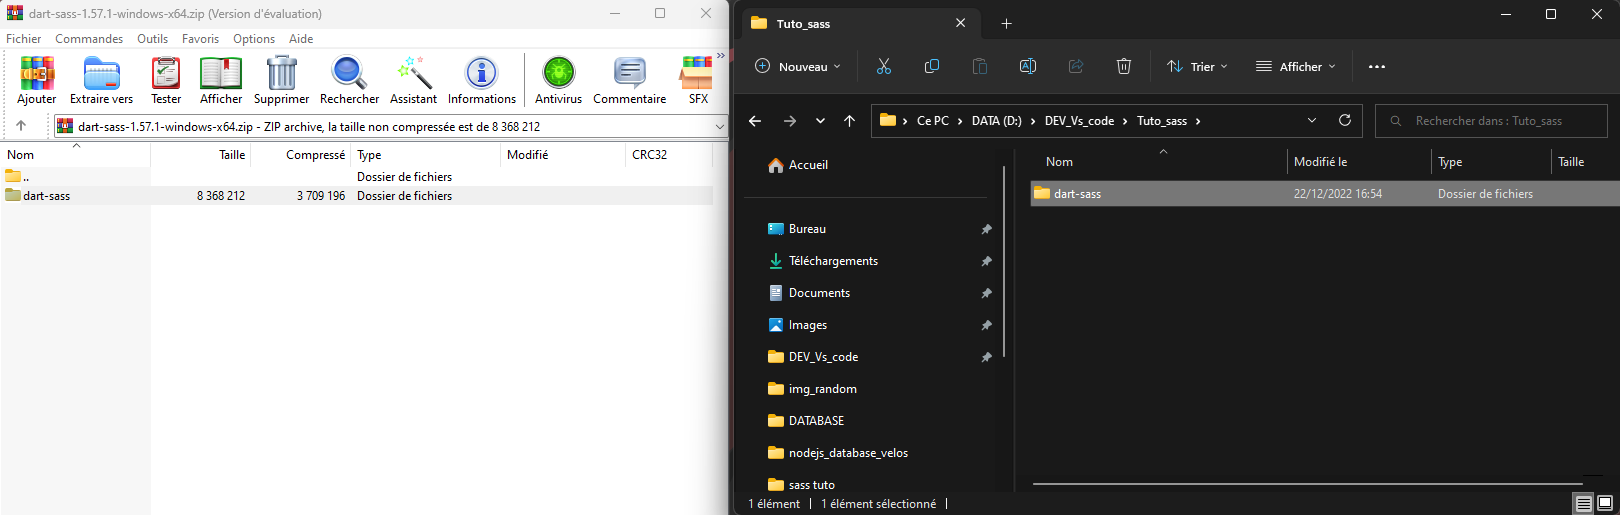 dart-sass-1.57.1-windows-x64.zip (Version d'évaluation)
Fichier Commandes Outils Favoris Options Aide
Ajouter Extraire vers Tester Afficher Supprimer Rechercher Assistant Informations Antivirus Commentaire SFX
dart-sass-1.57.1-windows-x64.zip - ZIP archive, la taille non compressée est de 8 368 212
Nom Taille Compressé Type Modifié CRC32
.. Dossier de fichiers
dart-sass 8 368 212 3 709 196 Dossier de fichiers
Tuto_sass
Nouveau Trier Afficher
Ce PC DATA (D:) DEV_Vs_code Tuto_sass Rechercher dans : Tuto_sass
Accueil
Bureau
Téléchargements
Documents
Images
DEV_Vs_code
img_random
DATABASE
nodejs_database_velos
sass tuto
Nom Modifié le Type Taille
dart-sass 22/12/2022 16:54 Dossier de fichiers
1 élément 1 élément sélectionné